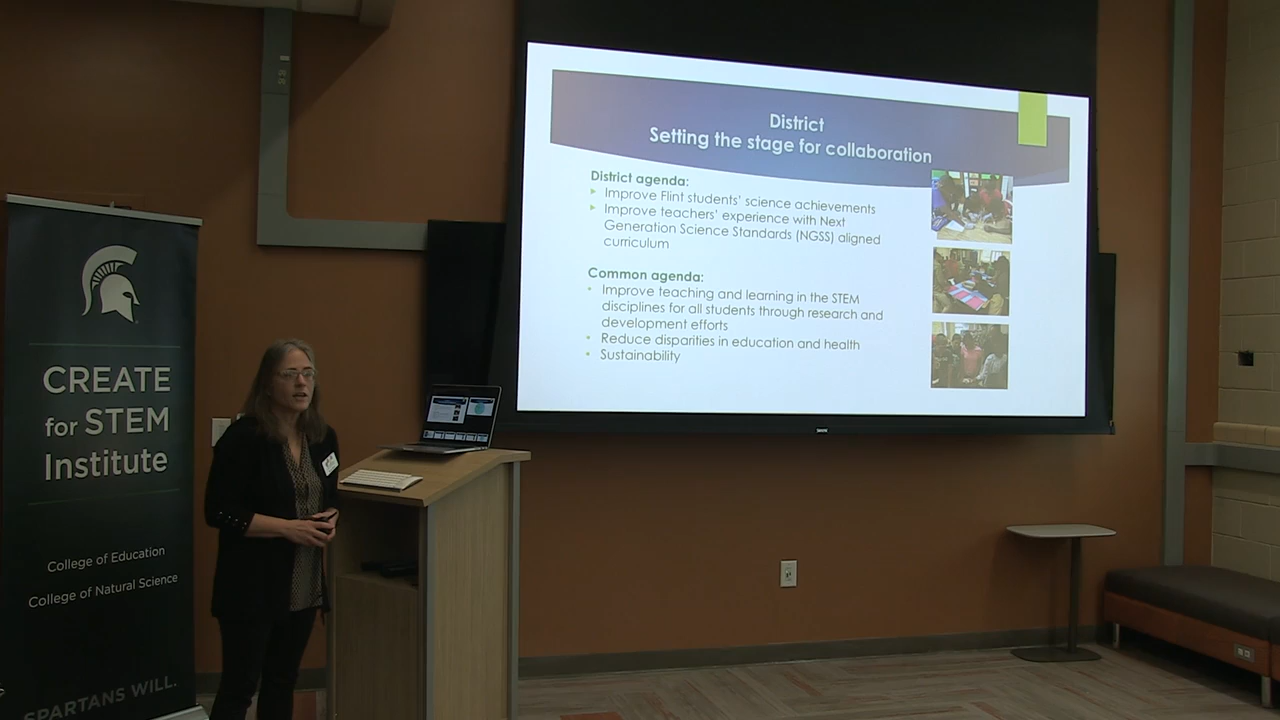 District
Setting the stage for collaboration
District agenda:
Improve Flint students' science achievements
Improve teachers' experience with Next
Generation Science Standards (NGSS) aligned
curriculum
Common agenda:
Improve teaching and learning in the STEM
disciplines for all students through research and
development efforts
Reduce disparities in education and health
Sustainability
CREATE
for STEM
Institute
College of Education
College of Natural Science
SPARTANS WILL.